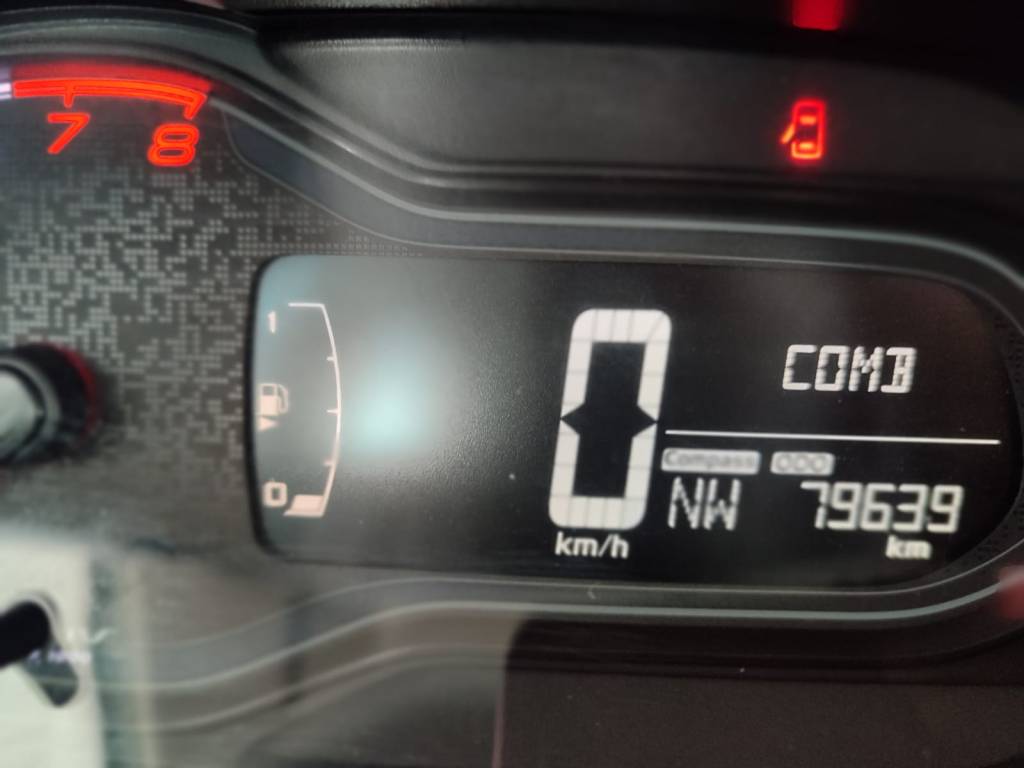 7 8
1
COMB
0
Compass ODO
0 NW 79639
km/h km